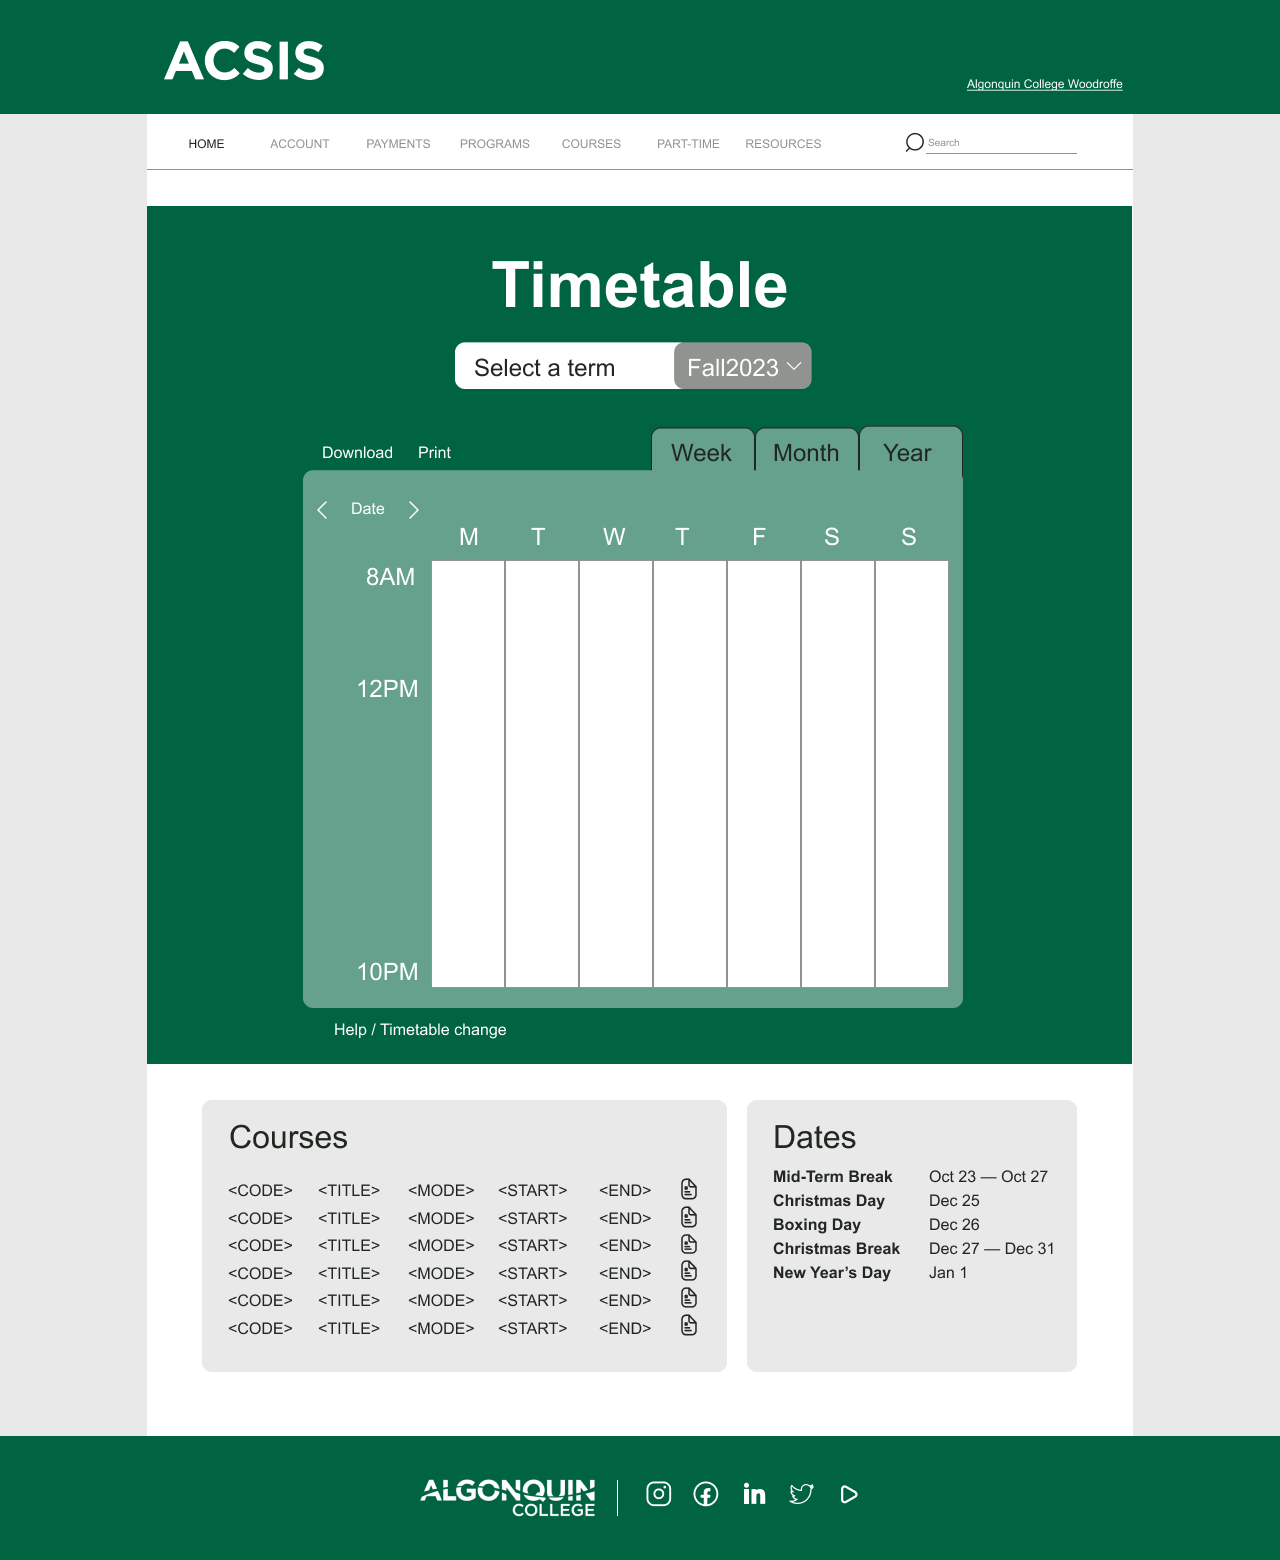 ACSIS
Algonquin College Woodroffe
HOME ACCOUNT PAYMENTS PROGRAMS COURSES PART-TIME RESOURCES Search
Timetable
Select a term Fall2023
Download Print Week Month Year
Date
M T W T F S S
8AM
12PM
10PM
Help / Timetable change
Courses
<CODE> <TITLE> <MODE> <START> <END>
<CODE> <TITLE> <MODE> <START> <END>
<CODE> <TITLE> <MODE> <START> <END>
<CODE> <TITLE> <MODE> <START> <END>
<CODE> <TITLE> <MODE> <START> <END>
<CODE> <TITLE> <MODE> <START> <END>
Dates
Mid-Term Break Oct 23 — Oct 27
Christmas Day Dec 25
Boxing Day Dec 26
Christmas Break Dec 27 — Dec 31
New Year’s Day Jan 1
ALGONQUIN
COLLEGE
in